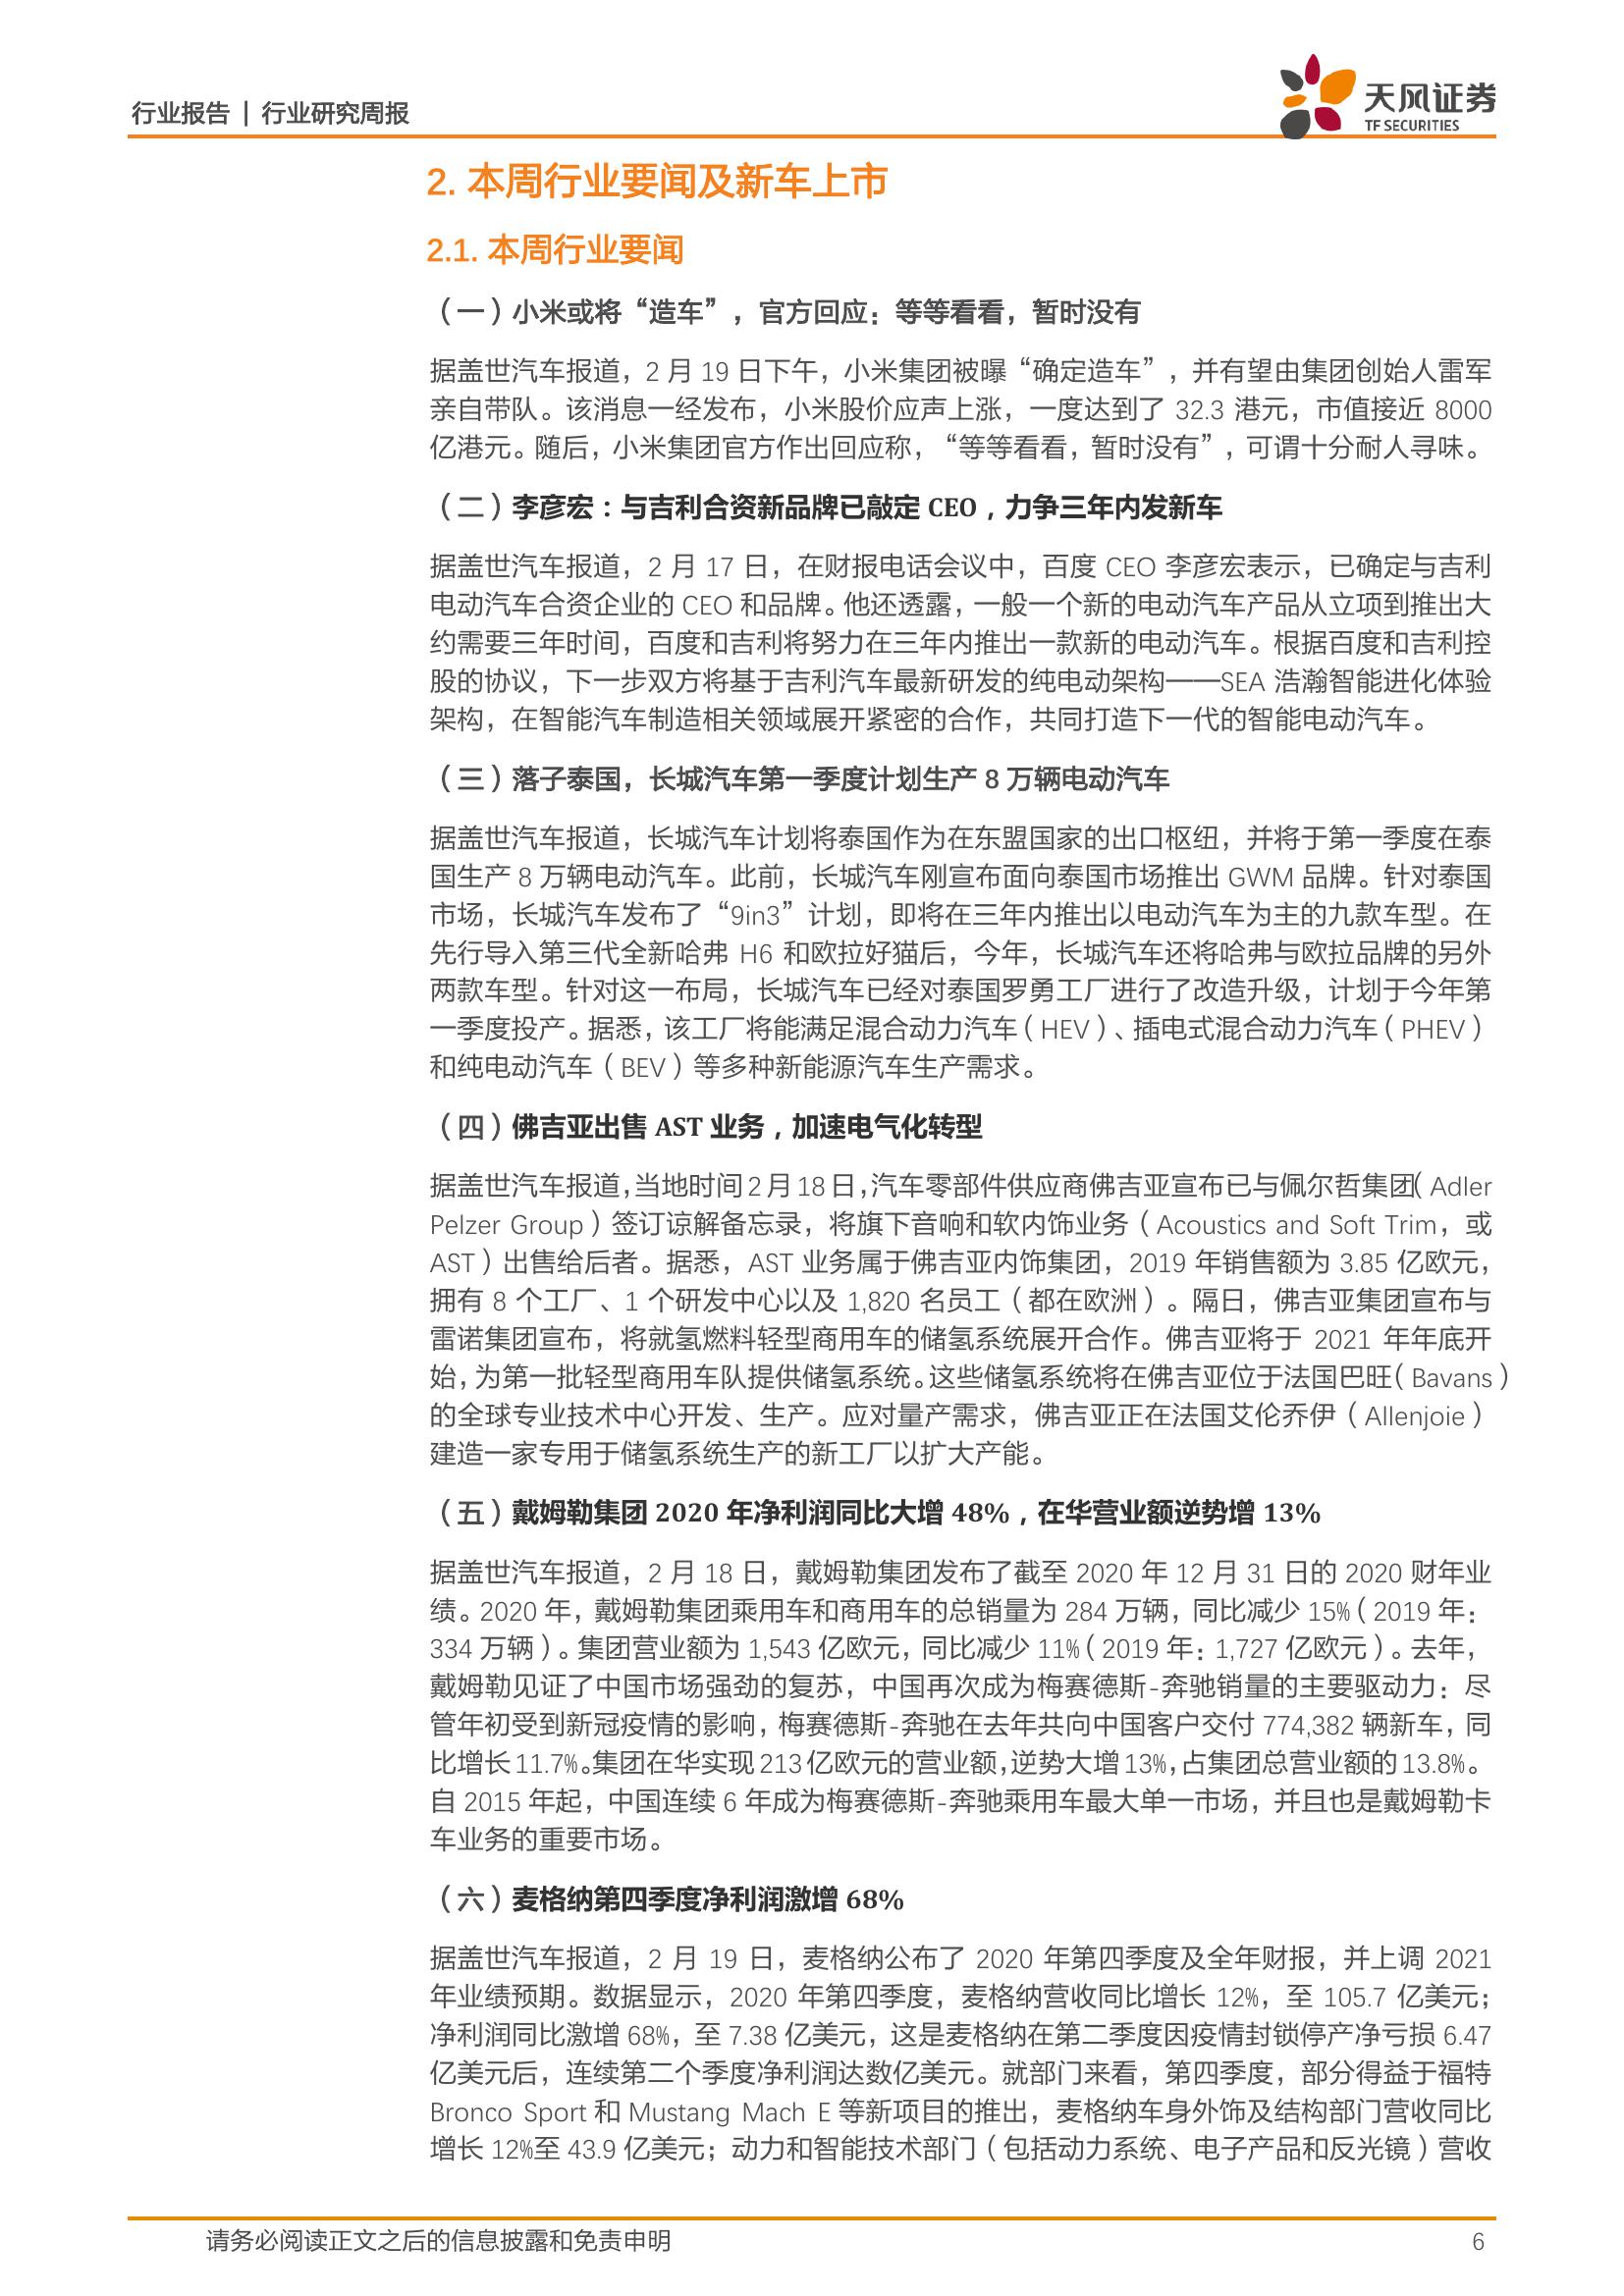 行业报告 | 行业研究周报
天风证券
TF SECURITIES
2. 本周行业要闻及新车上市
2.1. 本周行业要闻
（一）小米或将“造车”，官方回应：等等看看，暂时没有
据盖世汽车报道，2 月 19 日下午，小米集团被曝“确定造车”，并有望由集团创始人雷军
亲自带队。该消息一经发布，小米股价应声上涨，一度达到了 32.3 港元，市值接近 8000
亿港元。随后，小米集团官方作出回应称，“等等看看，暂时没有”，可谓十分耐人寻味。
（二）李彦宏：与吉利合资新品牌已敲定 CEO，力争三年内发新车
据盖世汽车报道，2 月 17 日，在财报电话会议中，百度 CEO 李彦宏表示，已确定与吉利
电动汽车合资企业的 CEO 和品牌。他还透露，一般一个新的电动汽车产品从立项到推出大
约需要三年时间，百度和吉利将努力在三年内推出一款新的电动汽车。根据百度和吉利控
股的协议，下一步双方将基于吉利汽车最新研发的纯电动架构——SEA 浩瀚智能进化体验
架构，在智能汽车制造相关领域展开紧密的合作，共同打造下一代的智能电动汽车。
（三）落子泰国，长城汽车第一季度计划生产 8 万辆电动汽车
据盖世汽车报道，长城汽车计划将泰国作为在东盟国家的出口枢纽，并将于第一季度在泰
国生产 8 万辆电动汽车。此前，长城汽车刚宣布面向泰国市场推出 GWM 品牌。针对泰国
市场，长城汽车发布了“9in3”计划，即将在三年内推出以电动汽车为主的九款车型。在
先行导入第三代全新哈弗 H6 和欧拉好猫后，今年，长城汽车还将哈弗与欧拉品牌的另外
两款车型。针对这一布局，长城汽车已经对泰国罗勇工厂进行了改造升级，计划于今年第
一季度投产。据悉，该工厂将能满足混合动力汽车（HEV）、插电式混合动力汽车（PHEV）
和纯电动汽车（BEV）等多种新能源汽车生产需求。
（四）佛吉亚出售 AST 业务，加速电气化转型
据盖世汽车报道，当地时间 2 月 18 日，汽车零部件供应商佛吉亚宣布已与佩尔哲集团（Adler
Pelzer Group）签订谅解备忘录，将旗下音响和软内饰业务（Acoustics and Soft Trim，或
AST）出售给后者。据悉，AST 业务属于佛吉亚内饰集团，2019 年销售额为 3.85 亿欧元，
拥有 8 个工厂、1 个研发中心以及 1,820 名员工（都在欧洲）。隔日，佛吉亚集团宣布与
雷诺集团宣布，将就氢燃料轻型商用车的储氢系统展开合作。佛吉亚将于 2021 年年底开
始，为第一批轻型商用车队提供储氢系统。这些储氢系统将在佛吉亚位于法国巴旺（Bavans）
的全球专业技术中心开发、生产。应对量产需求，佛吉亚正在法国艾伦乔伊（Allenjoie）
建造一家专用于储氢系统生产的新工厂以扩大产能。
（五）戴姆勒集团 2020 年净利润同比大增 48%，在华营业额逆势增 13%
据盖世汽车报道，2 月 18 日，戴姆勒集团发布了截至 2020 年 12 月 31 日的 2020 财年业
绩。2020 年，戴姆勒集团乘用车和商用车的总销量为 284 万辆，同比减少 15%（2019 年：
334 万辆）。集团营业额为 1,543 亿欧元，同比减少 11%（2019 年：1,727 亿欧元）。去年，
戴姆勒见证了中国市场强劲的复苏，中国再次成为梅赛德斯-奔驰销量的主要驱动力：尽
管年初受到新冠疫情的影响，梅赛德斯-奔驰在去年共向中国客户交付 774,382 辆新车，同
比增长 11.7%。集团在华实现 213 亿欧元的营业额，逆势大增 13%，占集团总营业额的 13.8%。
自 2015 年起，中国连续 6 年成为梅赛德斯-奔驰乘用车最大单一市场，并且也是戴姆勒卡
车业务的重要市场。
（六）麦格纳第四季度净利润激增 68%
据盖世汽车报道，2 月 19 日，麦格纳公布了 2020 年第四季度及全年财报，并上调 2021
年业绩预期。数据显示，2020 年第四季度，麦格纳营收同比增长 12%，至 105.7 亿美元；
净利润同比激增 68%，至 7.38 亿美元，这是麦格纳在第二季度因疫情封锁停产净亏损 6.47
亿美元后，连续第二个季度净利润达数亿美元。就部门来看，第四季度，部分得益于福特
Bronco Sport 和 Mustang Mach E 等新项目的推出，麦格纳车身外饰及结构部门营收同比
增长 12%至 43.9 亿美元；动力和智能技术部门（包括动力系统、电子产品和反光镜）营收
请务必阅读正文之后的信息披露和免责申明
6